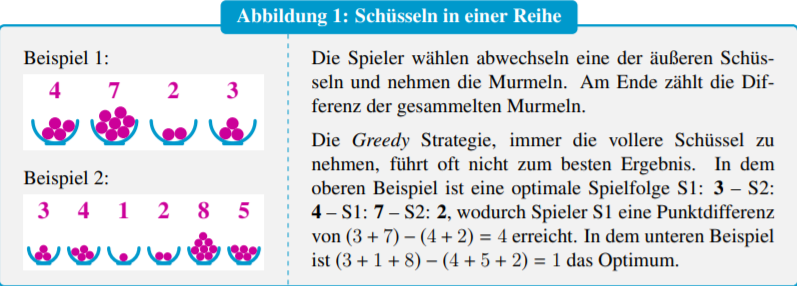 Abbildung 1: Schüsseln in einer Reihe
Beispiel 1:
4 7 2 3
Beispiel 2:
3 4 1 2 8 5
Die Spieler wählen abwechseln eine der äußeren Schüs-
seln und nehmen die Murmeln. Am Ende zählt die Dif-
ferenz der gesammelten Murmeln.
Die Greedy Strategie, immer die vollere Schüssel zu
nehmen, führt oft nicht zum besten Ergebnis. In dem
oberen Beispiel ist eine optimale Spielfolge S1: 3 – S2:
4 – S1: 7 – S2: 2, wodurch Spieler S1 eine Punktdifferenz
von (3 + 7) − (4 + 2) = 4 erreicht. In dem unteren Beispiel
ist (3 + 1 + 8) − (4 + 5 + 2) = 1 das Optimum.